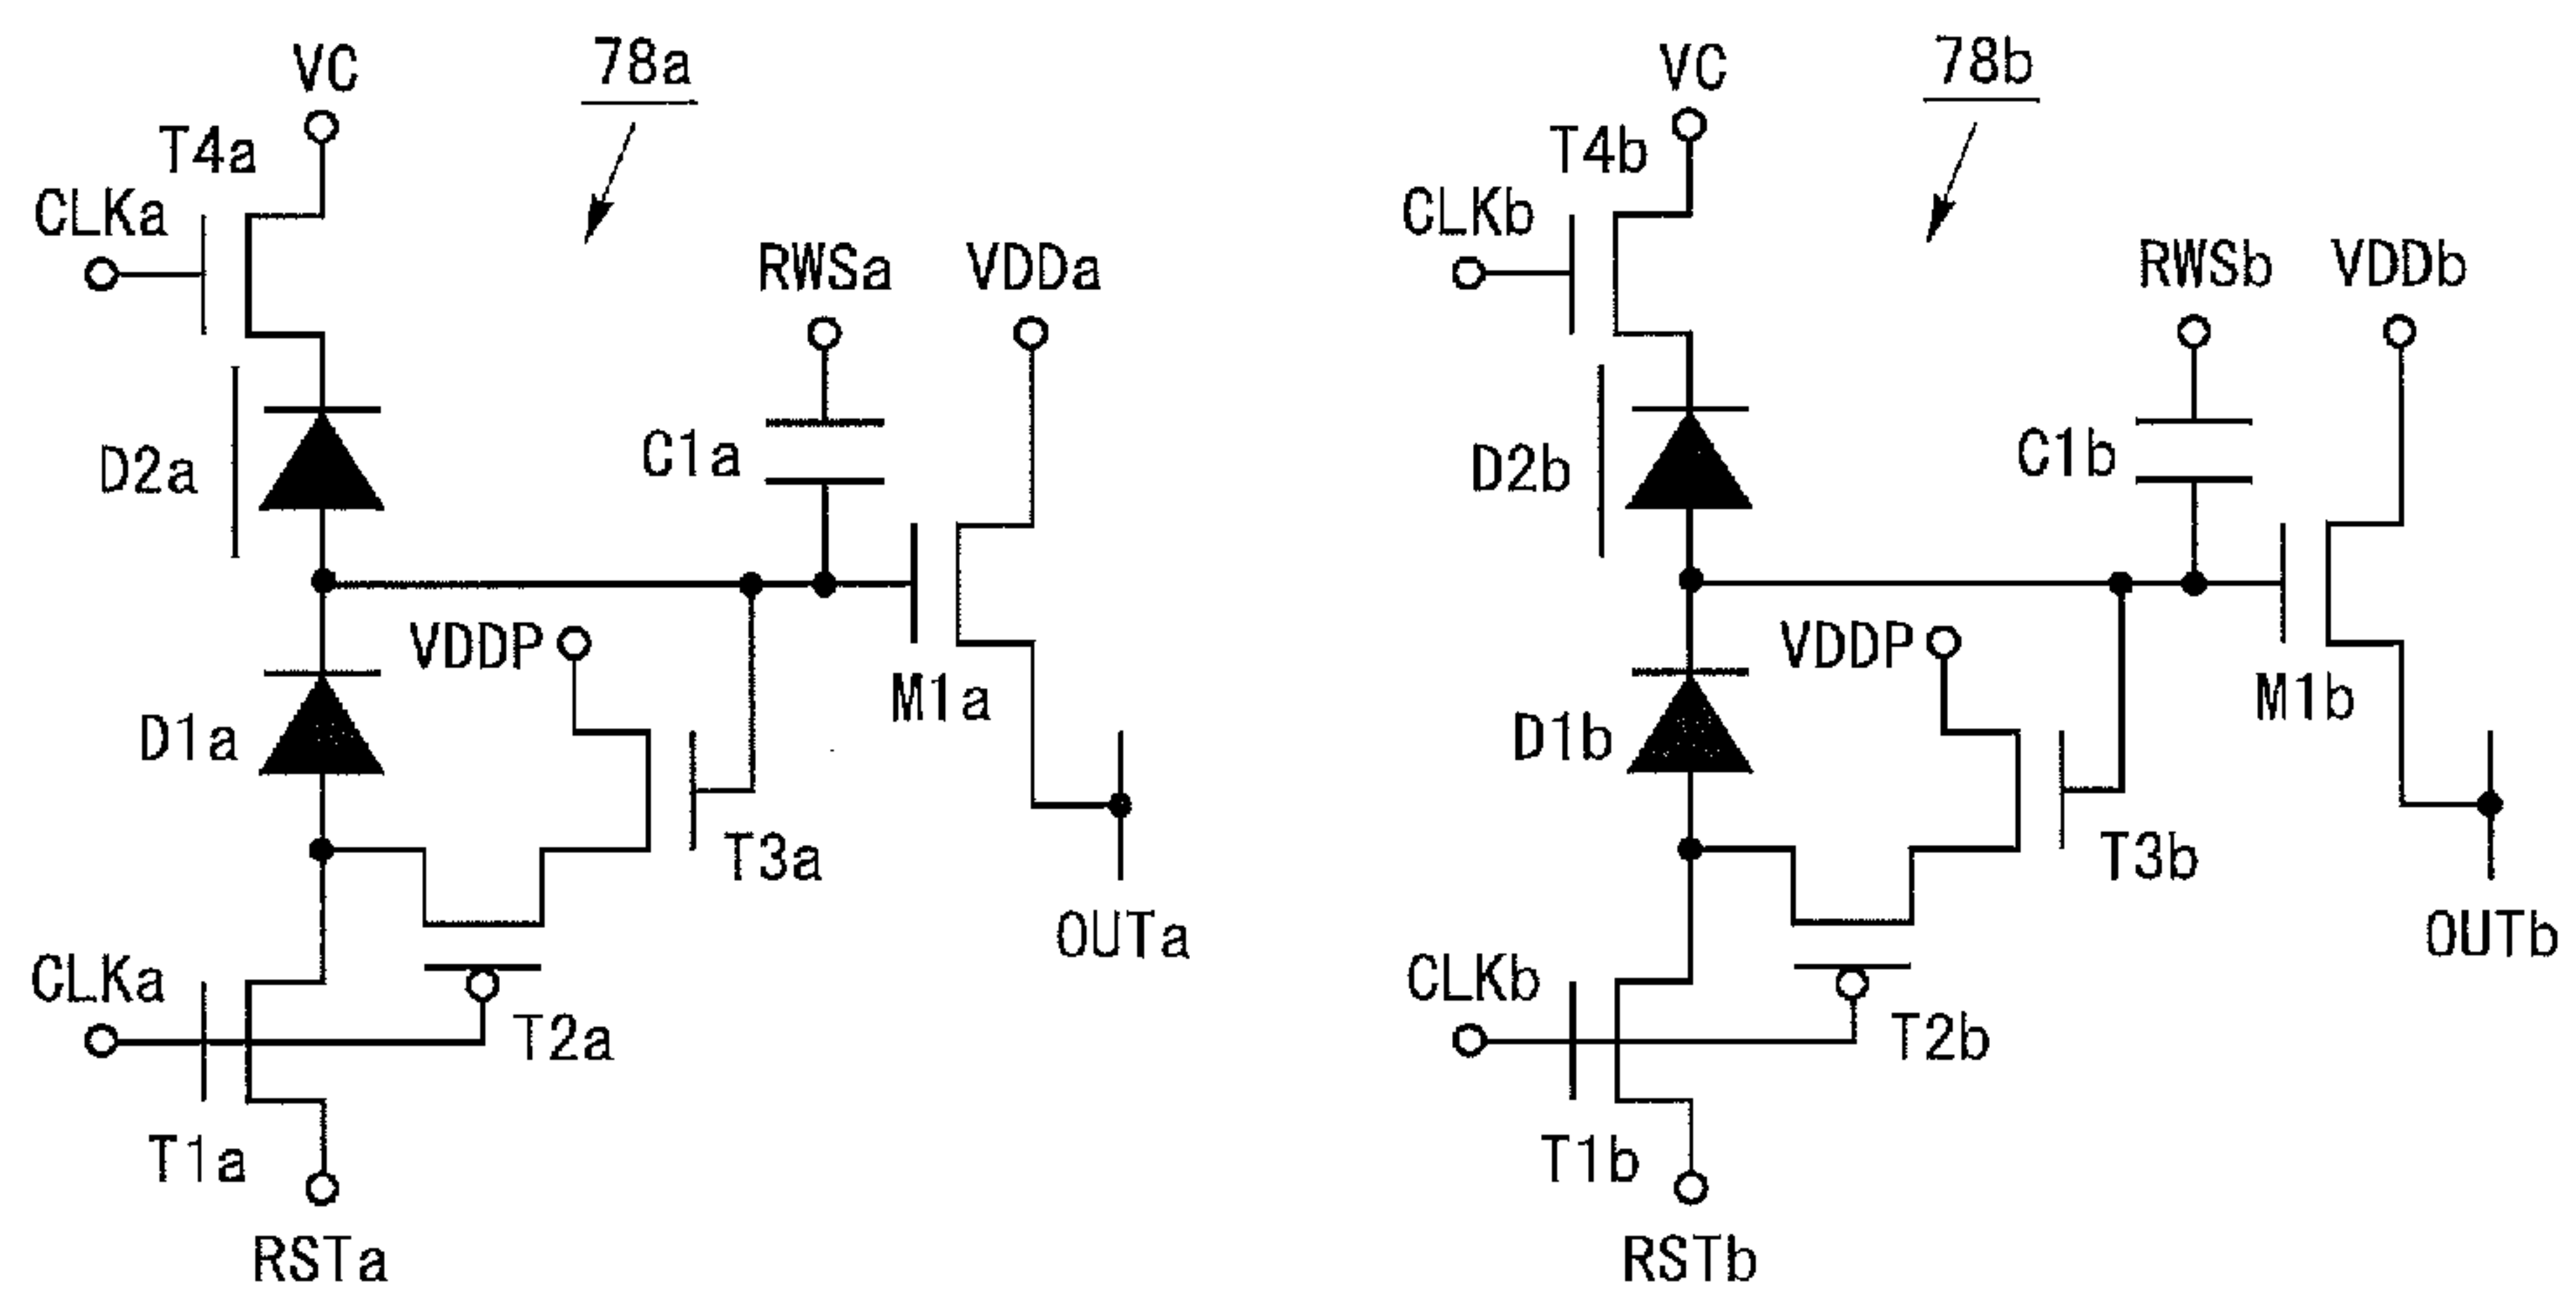 VC
78a
T4a
CLKa
RWSa
VDDa
D2a
C1a
VDDP
D1a
M1a
T3a
OUTa
CLKa
T2a
T1a
RSTa
VC
78b
T4b
CLKb
RWSb
VDDb
D2b
C1b
VDDP
D1b
M1b
T3b
OUTb
CLKb
T2b
T1b
RSTb